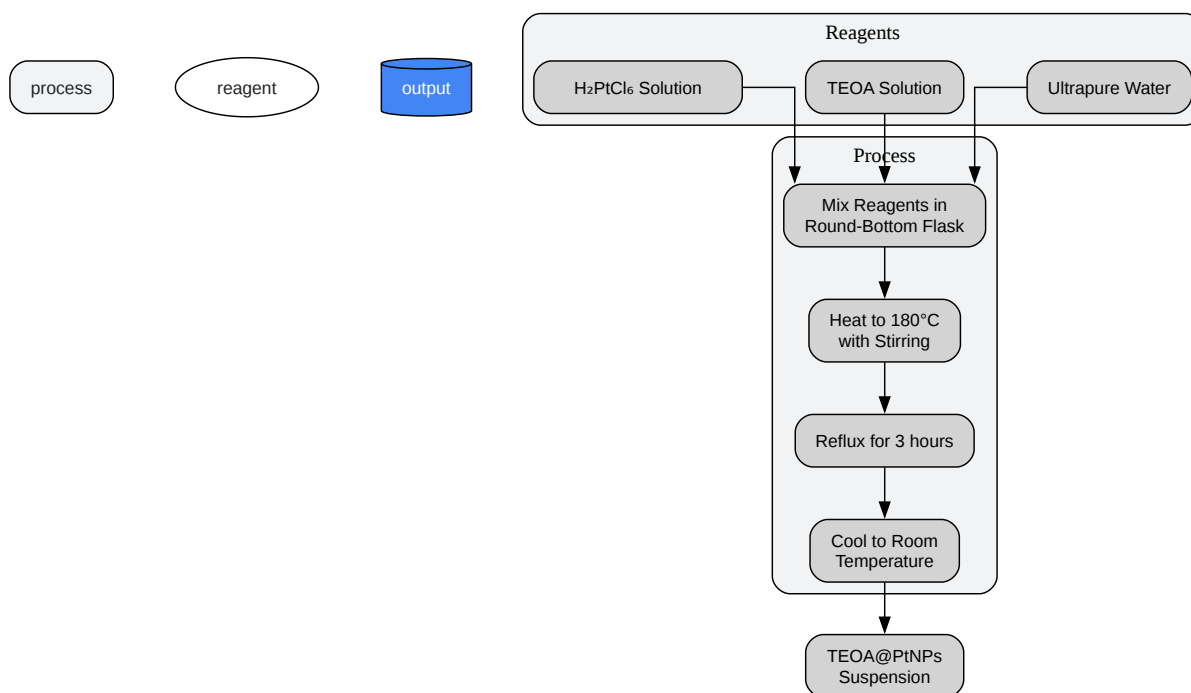 Reagents
process
reagent
output
H₂PtCl₆ Solution
TEOA Solution
Ultrapure Water
Process
Mix Reagents in
Round-Bottom Flask
Heat to 180°C
with Stirring
Reflux for 3 hours
Cool to Room
Temperature
TEOA@PtNPs
Suspension